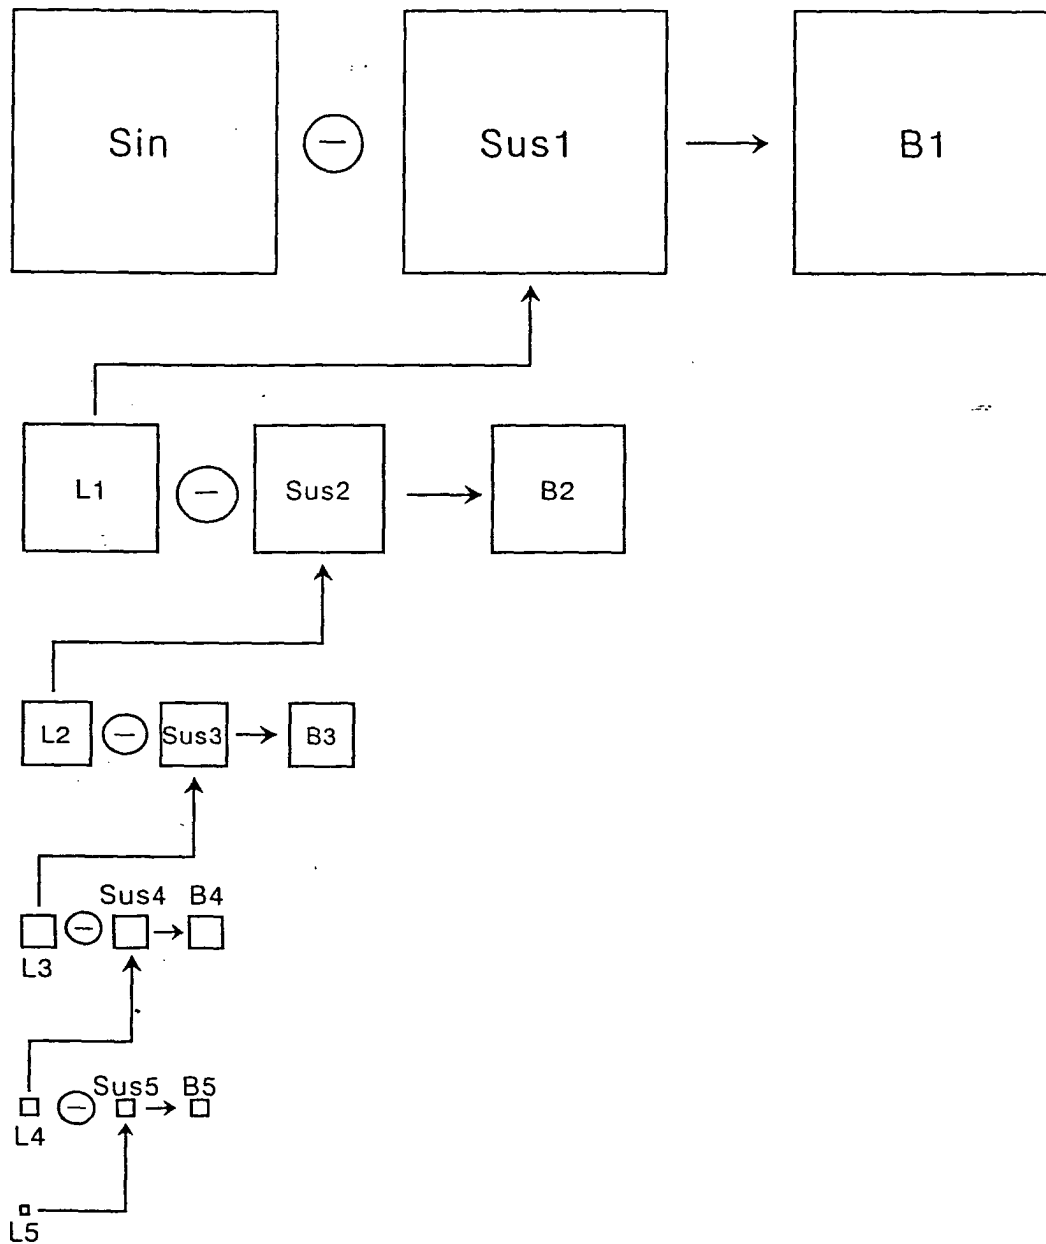 Sin − Sus1 B1
L1 − Sus2 B2
L2 − Sus3 B3
Sus4 B4
−
L3
Sus5 B5
−
L4
L5